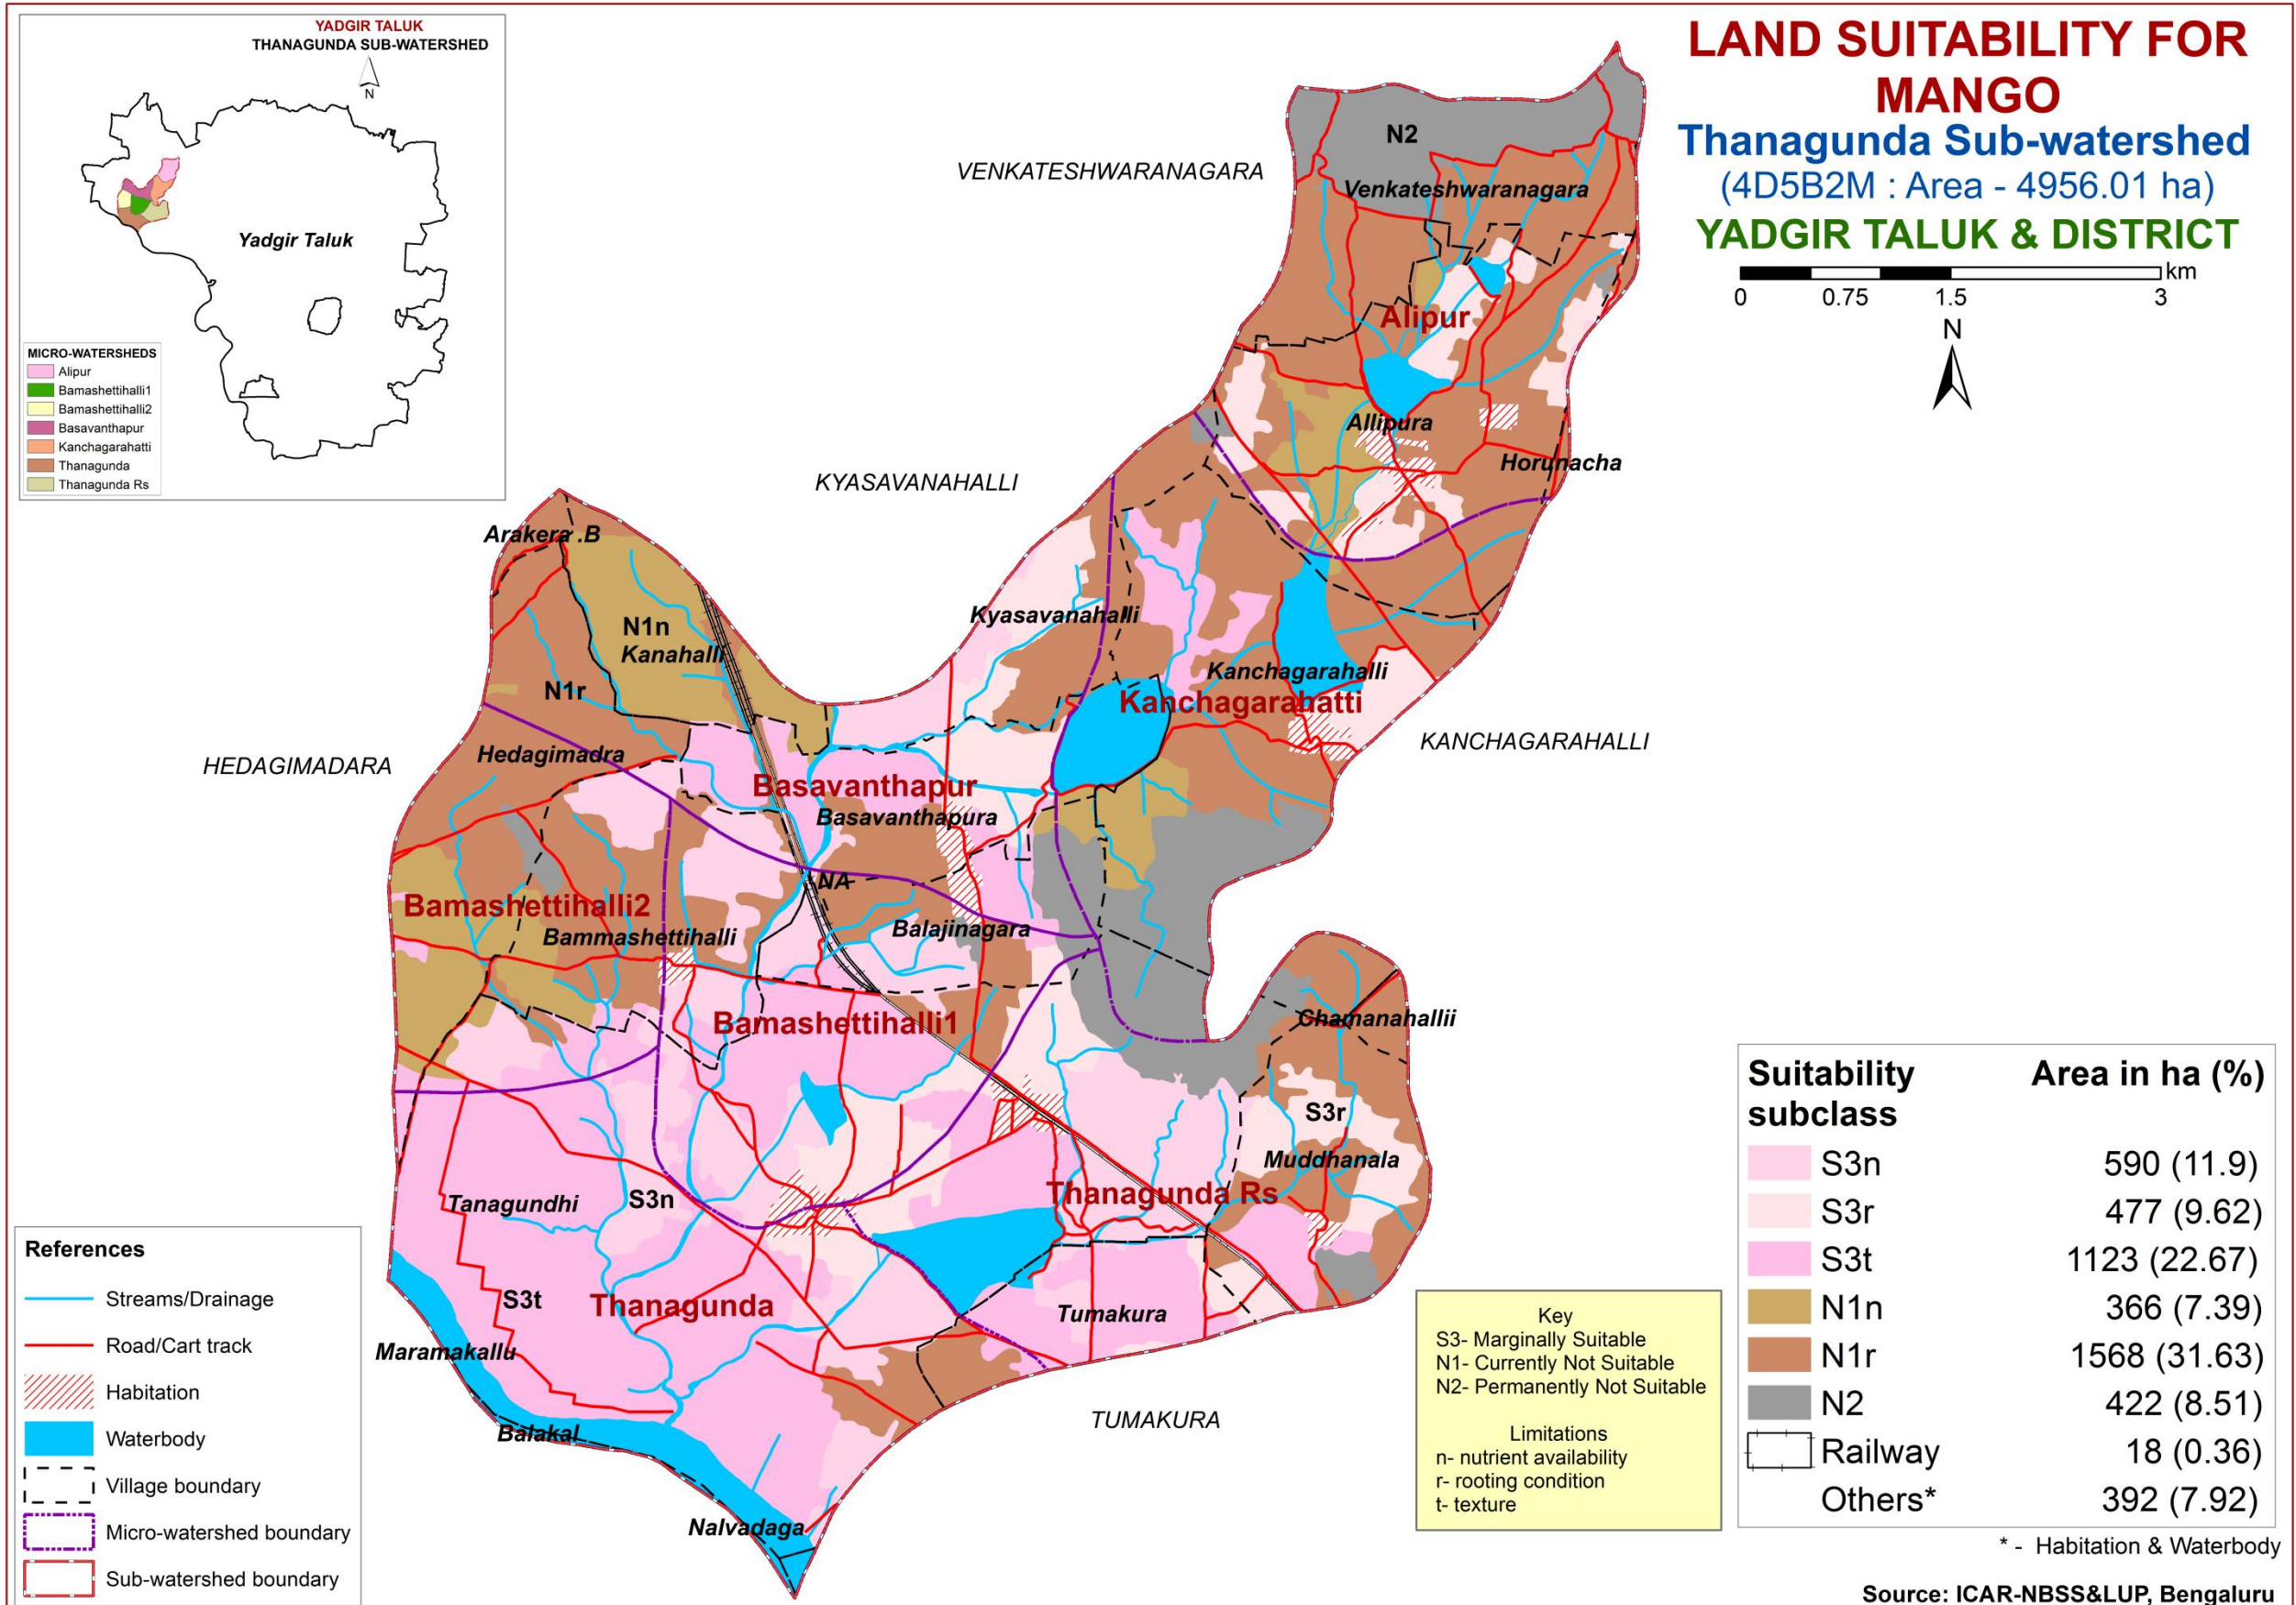 YADGIR TALUK
THANAGUNDA SUB-WATERSHED
N
Yadgir Taluk
MICRO-WATERSHEDS
Alipur
Bamashettihalli1
Bamashettihalli2
Basavanthapur
Kanchagarahatti
Thanagunda
Thanagunda Rs
LAND SUITABILITY FOR
MANGO
Thanagunda Sub-watershed
(4D5B2M : Area - 4956.01 ha)
YADGIR TALUK & DISTRICT
km
0 0.75 1.5 3
N
N2
VENKATESHWARANAGARA
Venkateshwaranagara
Alipur
Allipura
Horunacha
KYASAVANAHALLI
Arakera .B
Kyasavanahalli
N1n
Kanahalli
Kanchagarahalli
N1r
Kanchagarahatti
KANCHAGARAHALLI
Hedagimadra
HEDAGIMADARA
Basavanthapur
Basavanthapura
NA
Bamashettihalli2
Balajinagara
Bammashettihalli
Chamanahallii
Bamashettihalli1
S3r
Muddhanala
Thanagunda Rs
Tanagundhi
S3n
S3t
Thanagunda
Tumakura
Maramakallu
TUMAKURA
Balakal
Nalvadaga
References
Streams/Drainage
Road/Cart track
Habitation
Waterbody
Village boundary
Micro-watershed boundary
Sub-watershed boundary
Key
S3- Marginally Suitable
N1- Currently Not Suitable
N2- Permanently Not Suitable
Limitations
n- nutrient availability
r- rooting condition
t- texture
Suitability subclass Area in ha (%)
S3n 590 (11.9)
S3r 477 (9.62)
S3t 1123 (22.67)
N1n 366 (7.39)
N1r 1568 (31.63)
N2 422 (8.51)
Railway 18 (0.36)
Others* 392 (7.92)
* - Habitation & Waterbody
Source: ICAR-NBSS&LUP, Bengaluru